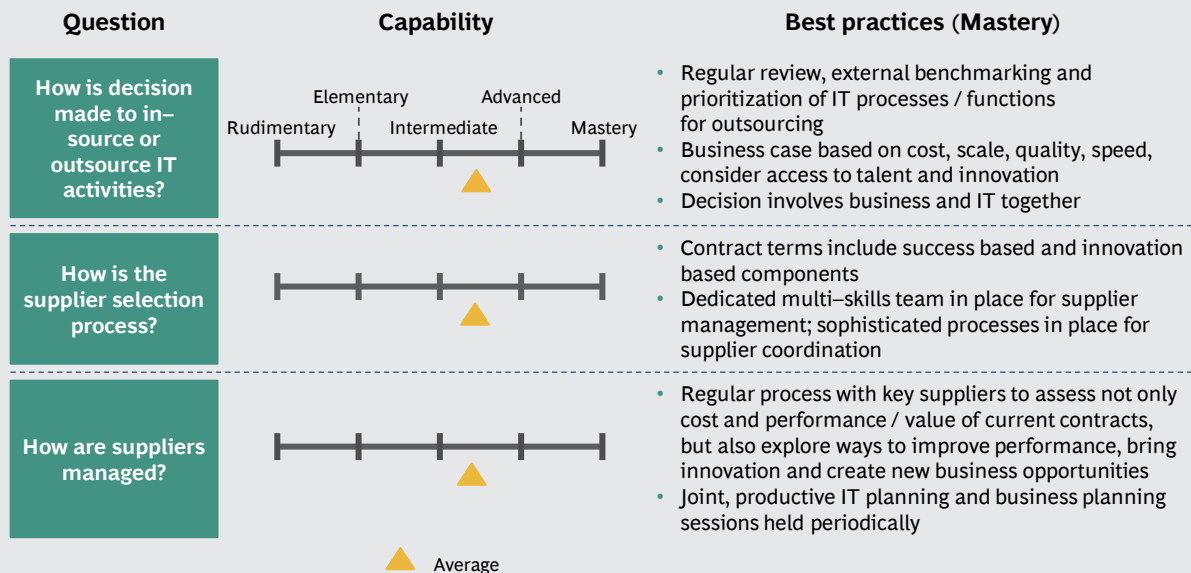 Question
Capability
Best practices (Mastery)
How is decision
made to in–
source or
outsource IT
activities?
Elementary
Advanced
Rudimentary
Intermediate
Mastery
• Regular review, external benchmarking and
prioritization of IT processes / functions
for outsourcing
• Business case based on cost, scale, quality, speed,
consider access to talent and innovation
• Decision involves business and IT together
How is the
supplier selection
process?
• Contract terms include success based and innovation
based components
• Dedicated multi–skills team in place for supplier
management; sophisticated processes in place for
supplier coordination
How are suppliers
managed?
• Regular process with key suppliers to assess not only
cost and performance / value of current contracts,
but also explore ways to improve performance, bring
innovation and create new business opportunities
• Joint, productive IT planning and business planning
sessions held periodically
Average